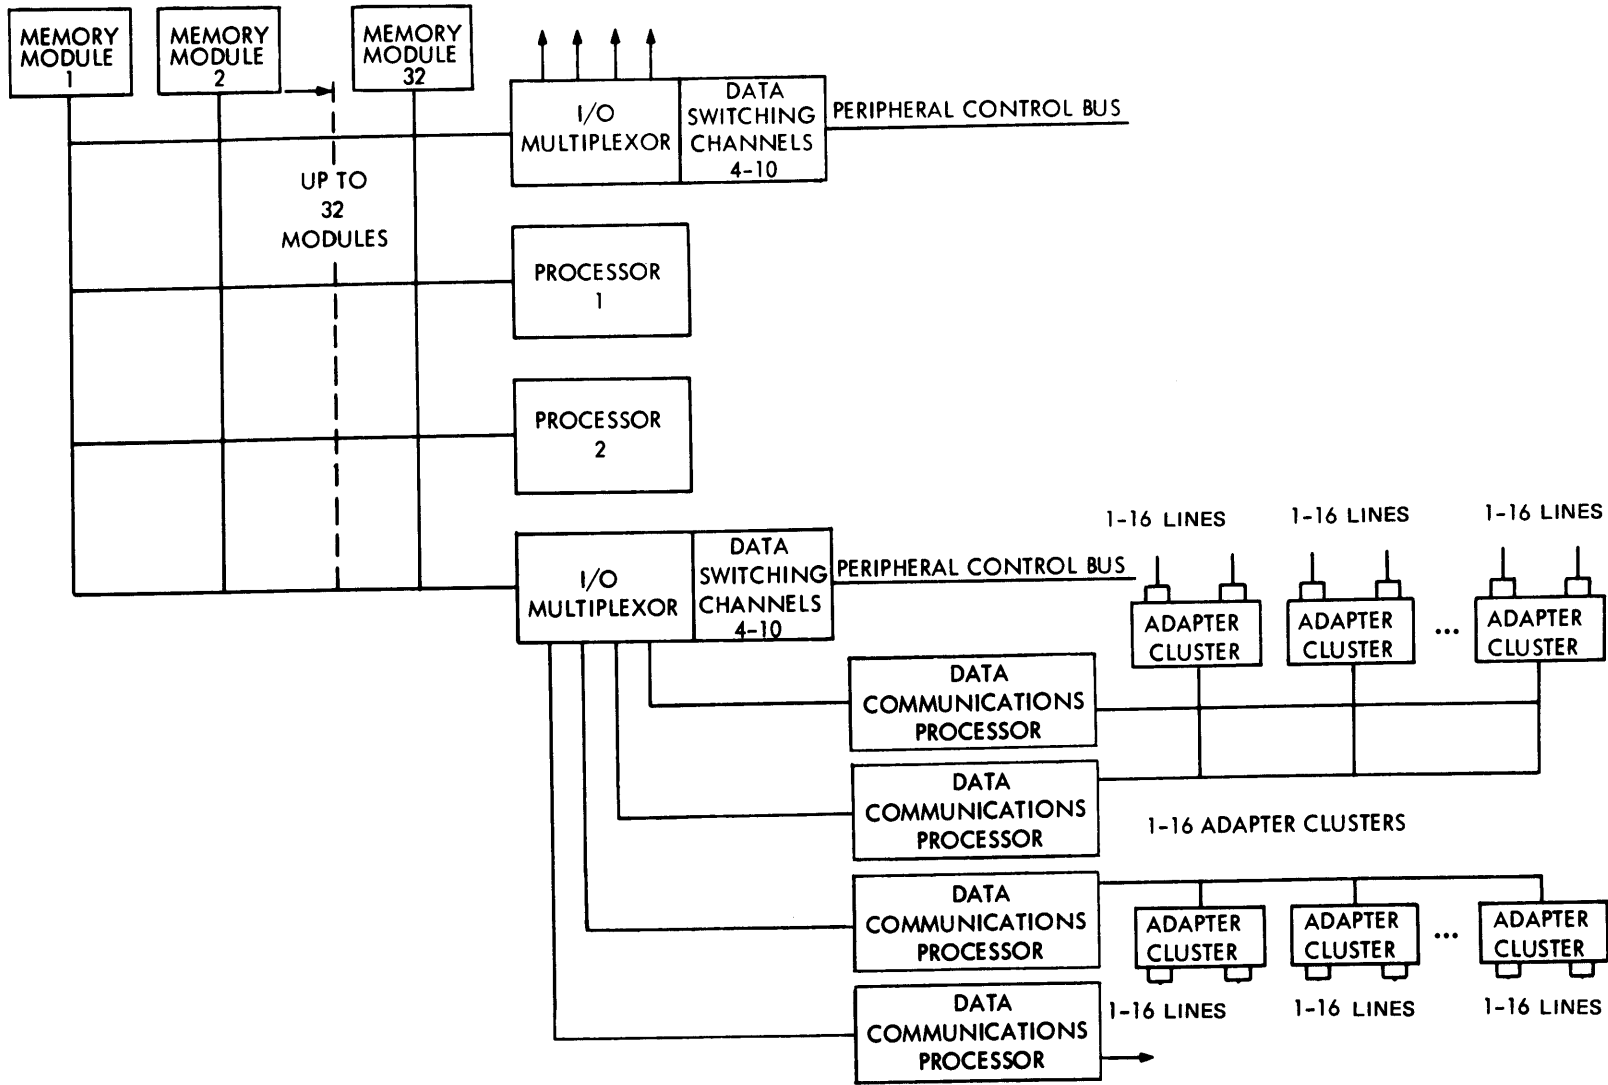 MEMORY
MODULE
1
MEMORY
MODULE
2
MEMORY
MODULE
32
UP TO
32
MODULES
I/O
MULTIPLEXOR
DATA
SWITCHING
CHANNELS
4-10
PERIPHERAL CONTROL BUS
PROCESSOR
1
PROCESSOR
2
I/O
MULTIPLEXOR
DATA
SWITCHING
CHANNELS
4-10
PERIPHERAL CONTROL BUS
1-16 LINES
1-16 LINES
1-16 LINES
ADAPTER
CLUSTER
ADAPTER
CLUSTER
...
ADAPTER
CLUSTER
DATA
COMMUNICATIONS
PROCESSOR
DATA
COMMUNICATIONS
PROCESSOR
1-16 ADAPTER CLUSTERS
DATA
COMMUNICATIONS
PROCESSOR
ADAPTER
CLUSTER
ADAPTER
CLUSTER
...
ADAPTER
CLUSTER
1-16 LINES
1-16 LINES
1-16 LINES
DATA
COMMUNICATIONS
PROCESSOR